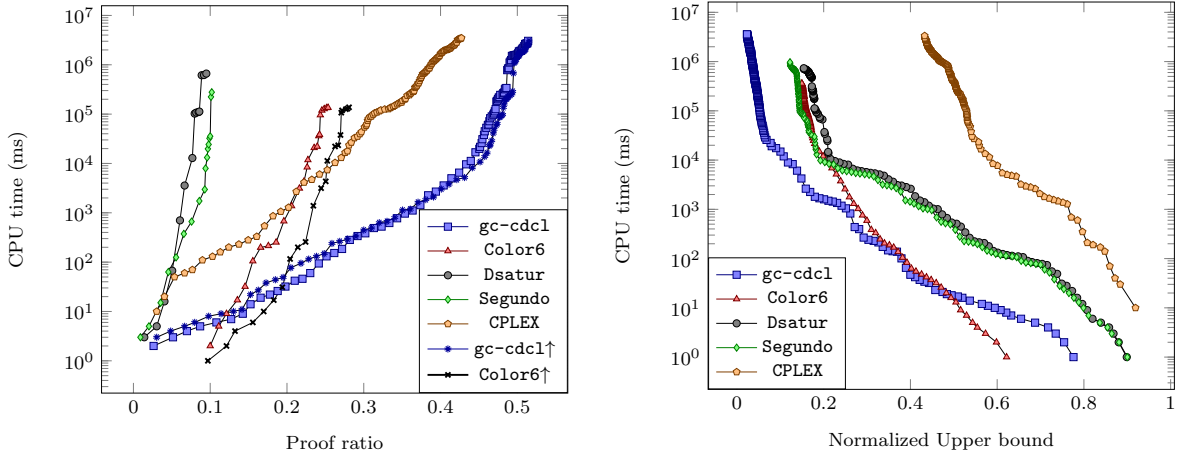 10^7
10^6
10^5
10^4
10^3
10^2
10^1
10^0
CPU time (ms)
0
0.1
0.2
0.3
0.4
0.5
Proof ratio
gc-cdcl
Color6
Dsatur
Segundo
CPLEX
gc-cdcl↑
Color6↑
10^7
10^6
10^5
10^4
10^3
10^2
10^1
10^0
CPU time (ms)
0
0.2
0.4
0.6
0.8
1
Normalized Upper bound
gc-cdcl
Color6
Dsatur
Segundo
CPLEX